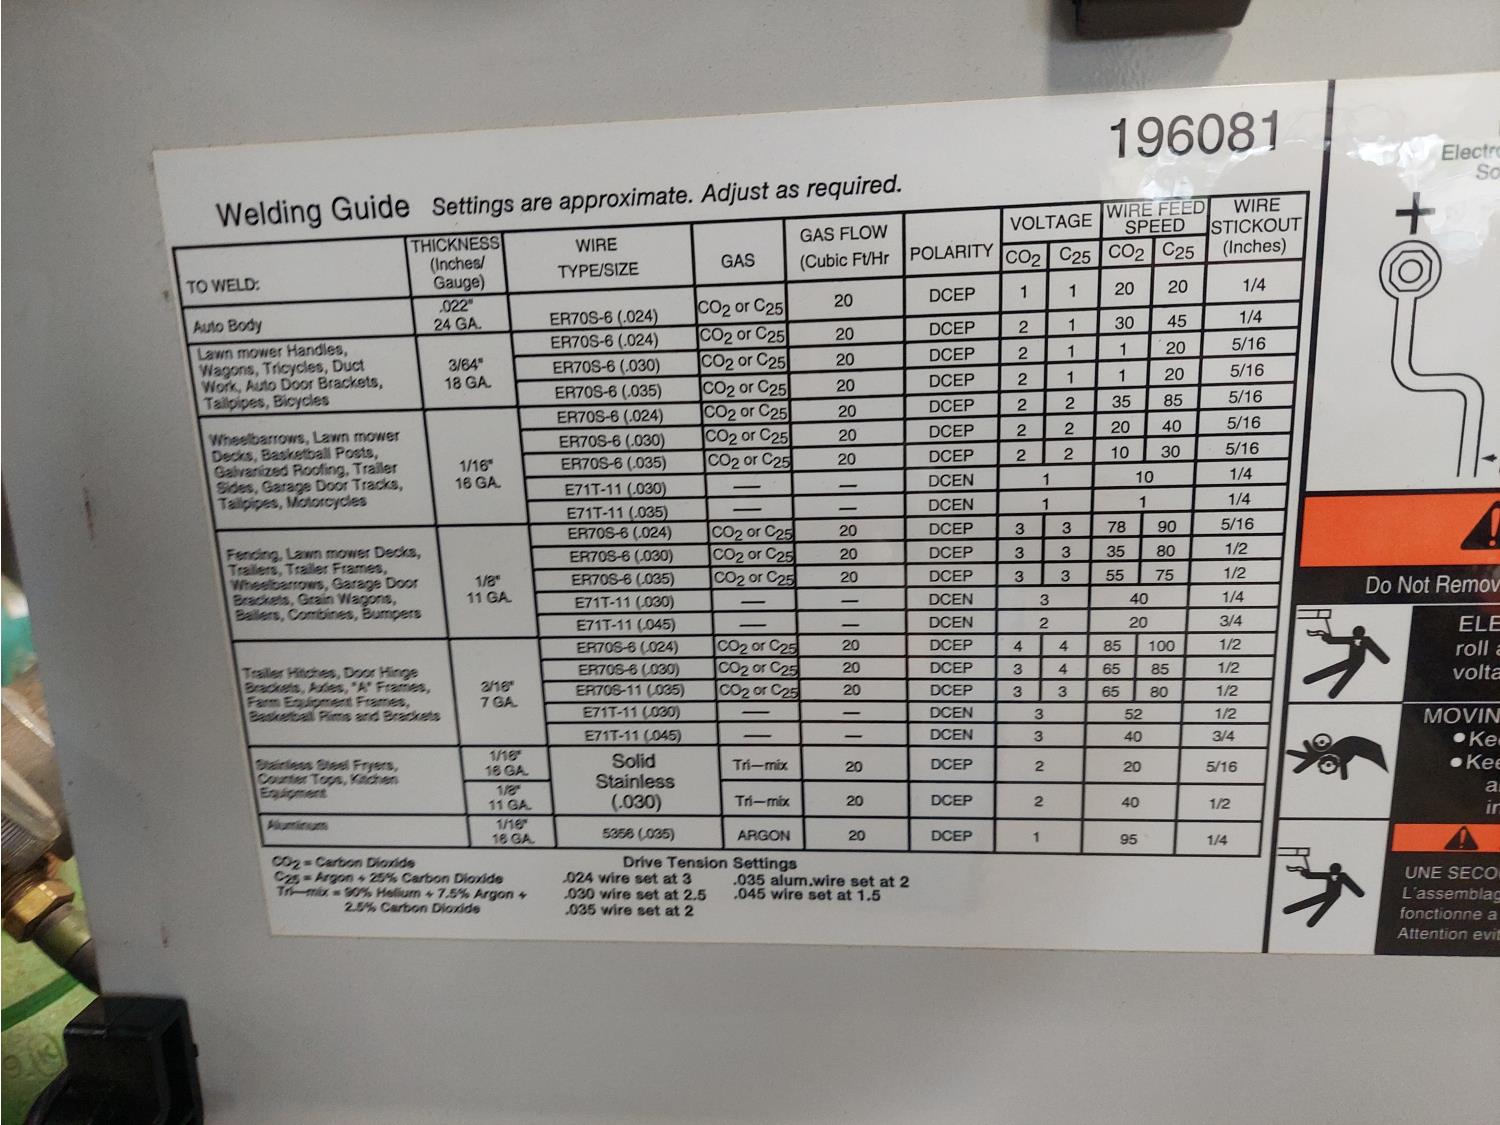 196081
Welding Guide Settings are approximate. Adjust as required.
TO WELD: THICKNESS (Inches/ Gauge) WIRE TYPE/SIZE GAS GAS FLOW (Cubic Ft/Hr POLARITY VOLTAGE CO2 C25 WIRE FEED SPEED CO2 C25 WIRE STICKOUT (Inches)
Auto Body .022" 24 GA. ER70S-6 (.024) CO2 or C25 20 DCEP 1 1 20 20 1/4
Lawn mower Handles,
Wagons, Tricycles, Duct
Work, Auto Door Brackets,
Tailpipes, Bicycles
3/64"
18 GA.
ER70S-6 (.024) CO2 or C25 20 DCEP 2 1 30 45 1/4
ER70S-6 (.030) CO2 or C25 20 DCEP 2 1 1 20 5/16
ER70S-6 (.035) CO2 or C25 20 DCEP 2 1 1 20 5/16
Wheelbarrows, Lawn mower
Decks, Basketball Posts,
Galvanized Roofing, Trailer
Sides, Garage Door Tracks,
Tailpipes, Motorcycles
1/16"
16 GA.
ER70S-6 (.024) CO2 or C25 20 DCEP 2 2 35 85 5/16
ER70S-6 (.030) CO2 or C25 20 DCEP 2 2 20 40 5/16
ER70S-6 (.035) CO2 or C25 20 DCEP 2 2 10 30 5/16
E71T-11 (.030) — — DCEN 1 10 1/4
E71T-11 (.035) — — DCEN 1 1 1/4
Fencing, Lawn mower Decks,
Trailers, Trailer Frames,
Wheelbarrows, Garage Door
Brackets, Grain Wagons,
Bailers, Combines, Bumpers
1/8"
11 GA.
ER70S-6 (.024) CO2 or C25 20 DCEP 3 3 78 90 5/16
ER70S-6 (.030) CO2 or C25 20 DCEP 3 3 35 80 1/2
ER70S-6 (.035) CO2 or C25 20 DCEP 3 3 55 75 1/2
E71T-11 (.030) — — DCEN 3 40 1/4
E71T-11 (.045) — — DCEN 2 20 3/4
Trailer Hitches, Door Hinge
Brackets, Axles, "A" Frames,
Farm Equipment Frames,
Basketball Rims and Brackets
3/16"
7 GA.
ER70S-6 (.024) CO2 or C25 20 DCEP 4 4 85 100 1/2
ER70S-6 (.030) CO2 or C25 20 DCEP 3 4 65 85 1/2
ER70S-11 (.035) CO2 or C25 20 DCEP 3 3 65 80 1/2
E71T-11 (.030) — — DCEN 3 52 1/2
E71T-11 (.045) — — DCEN 3 40 3/4
Stainless Steel Fryers,
Counter Tops, Kitchen
Equipment
Solid
Stainless
(.030)
1/16" 16 GA. Tri-mix 20 DCEP 2 20 5/16
1/8" 11 GA. Tri-mix 20 DCEP 2 40 1/2
Aluminum 1/16" 16 GA. 5356 (.035) ARGON 20 DCEP 1 95 1/4
CO2 = Carbon Dioxide
C25 = Argon + 25% Carbon Dioxide
Tri-mix = 90% Helium + 7.5% Argon +
2.5% Carbon Dioxide
Drive Tension Settings
.024 wire set at 3 .035 alum.wire set at 2
.030 wire set at 2.5 .045 wire set at 1.5
.035 wire set at 2
Electro
So
+
Do Not Remov
ELE
roll a
volta
MOVIN
● Kee
● Kee
a
in
UNE SECO
L'assemblag
fonctionne a
Attention evit